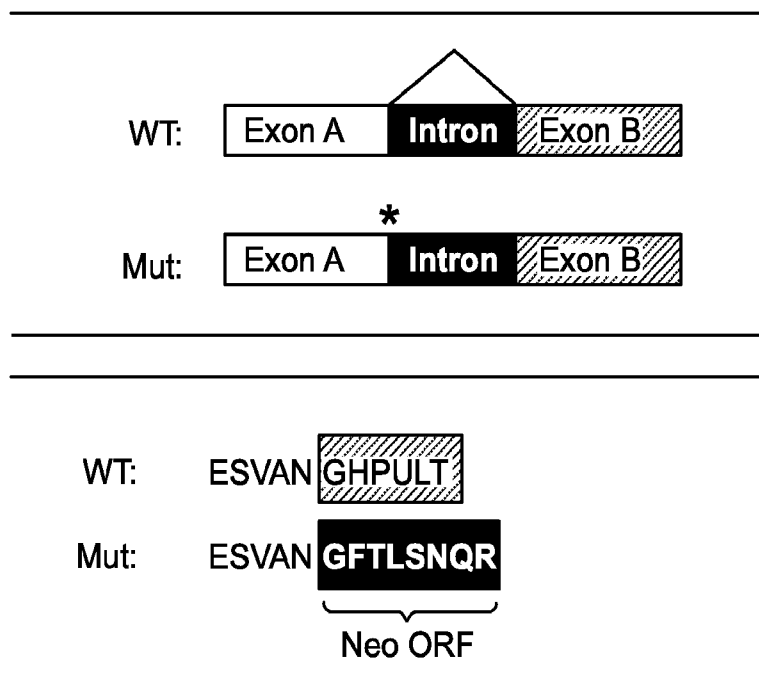 WT: Exon A Intron Exon B
*
Mut: Exon A Intron Exon B
WT: ESVAN GHPULT
Mut: ESVAN GFTLSNQR
Neo ORF